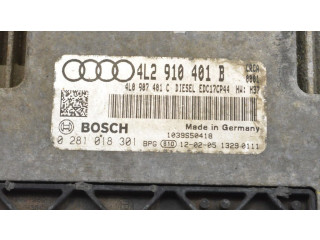 4L2 910 401 B
4L0 907 401 C DIESEL EDC17CP44 HW: H37
BOSCH
Made in Germany
1039S50418
0 281 018 301
BPG 610 12-02-05 1329 0111